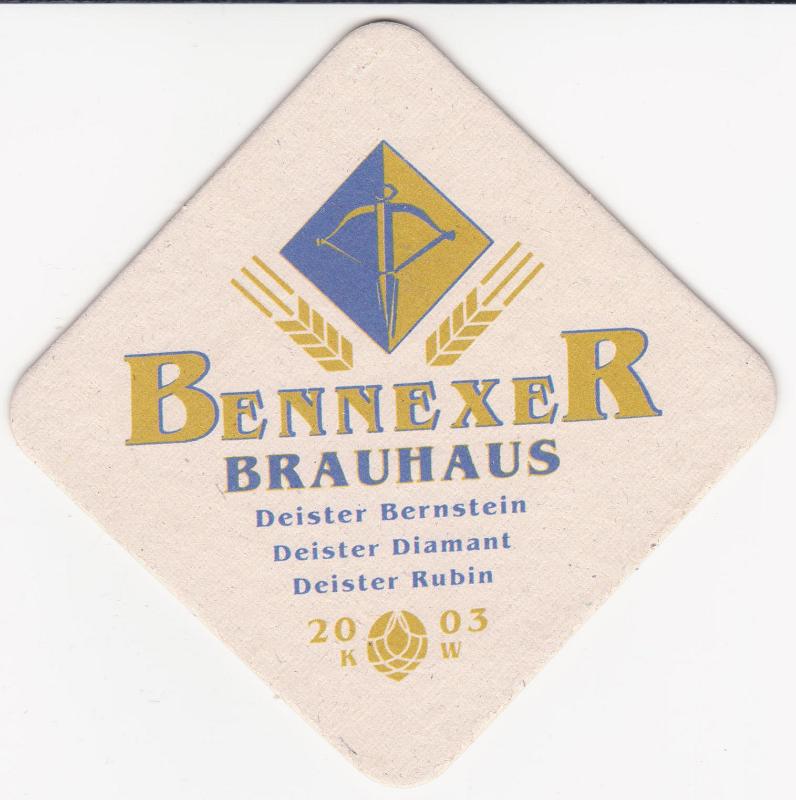 BENNEXER
BRAUHAUS
Deister Bernstein
Deister Diamant
Deister Rubin
20 03
K W